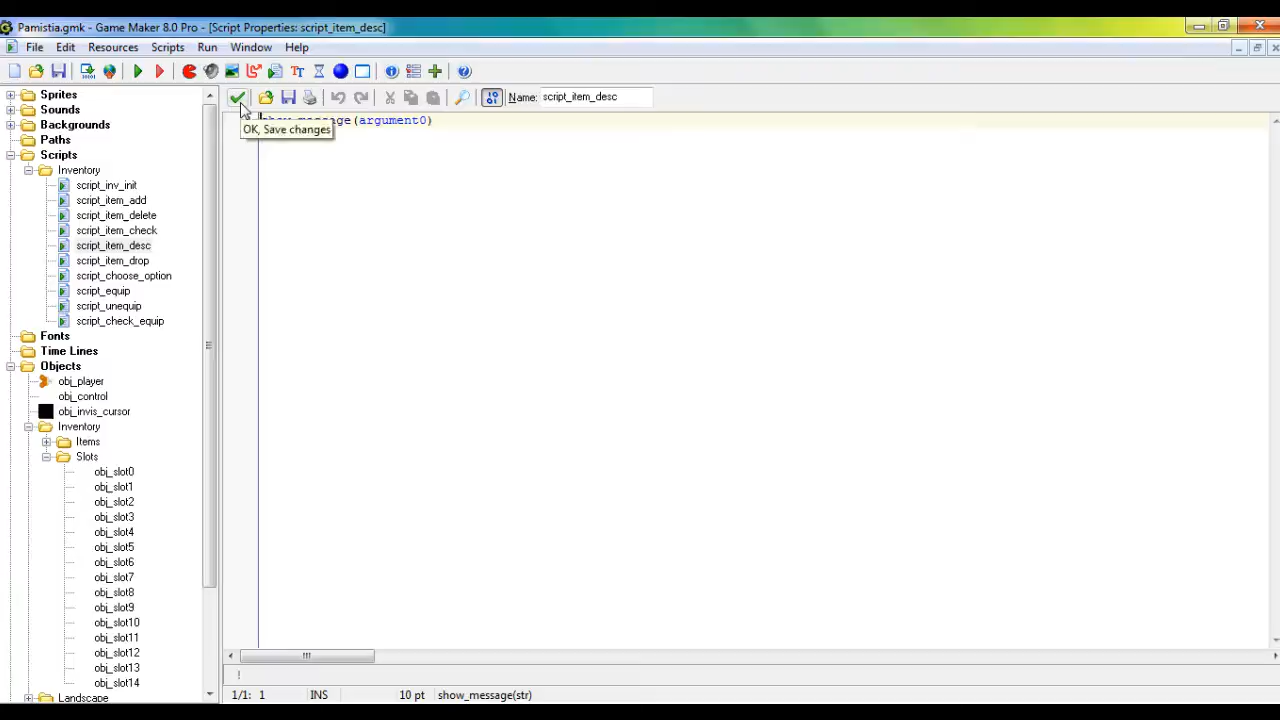 Pamistia.gmk - Game Maker 8.0 Pro - [Script Properties: script_item_desc]
File Edit Resources Scripts Run Window Help
Name: script_item_desc
OK, Save changes
(argument0)
Sprites
Sounds
Backgrounds
Paths
Scripts
Inventory
script_inv_init
script_item_add
script_item_delete
script_item_check
script_item_desc
script_item_drop
script_choose_option
script_equip
script_unequip
script_check_equip
Fonts
Time Lines
Objects
obj_player
obj_control
obj_invis_cursor
Inventory
Items
Slots
obj_slot0
obj_slot1
obj_slot2
obj_slot3
obj_slot4
obj_slot5
obj_slot6
obj_slot7
obj_slot8
obj_slot9
obj_slot10
obj_slot11
obj_slot12
obj_slot13
obj_slot14
Landscape
1/1: 1 INS 10 pt show_message(str)